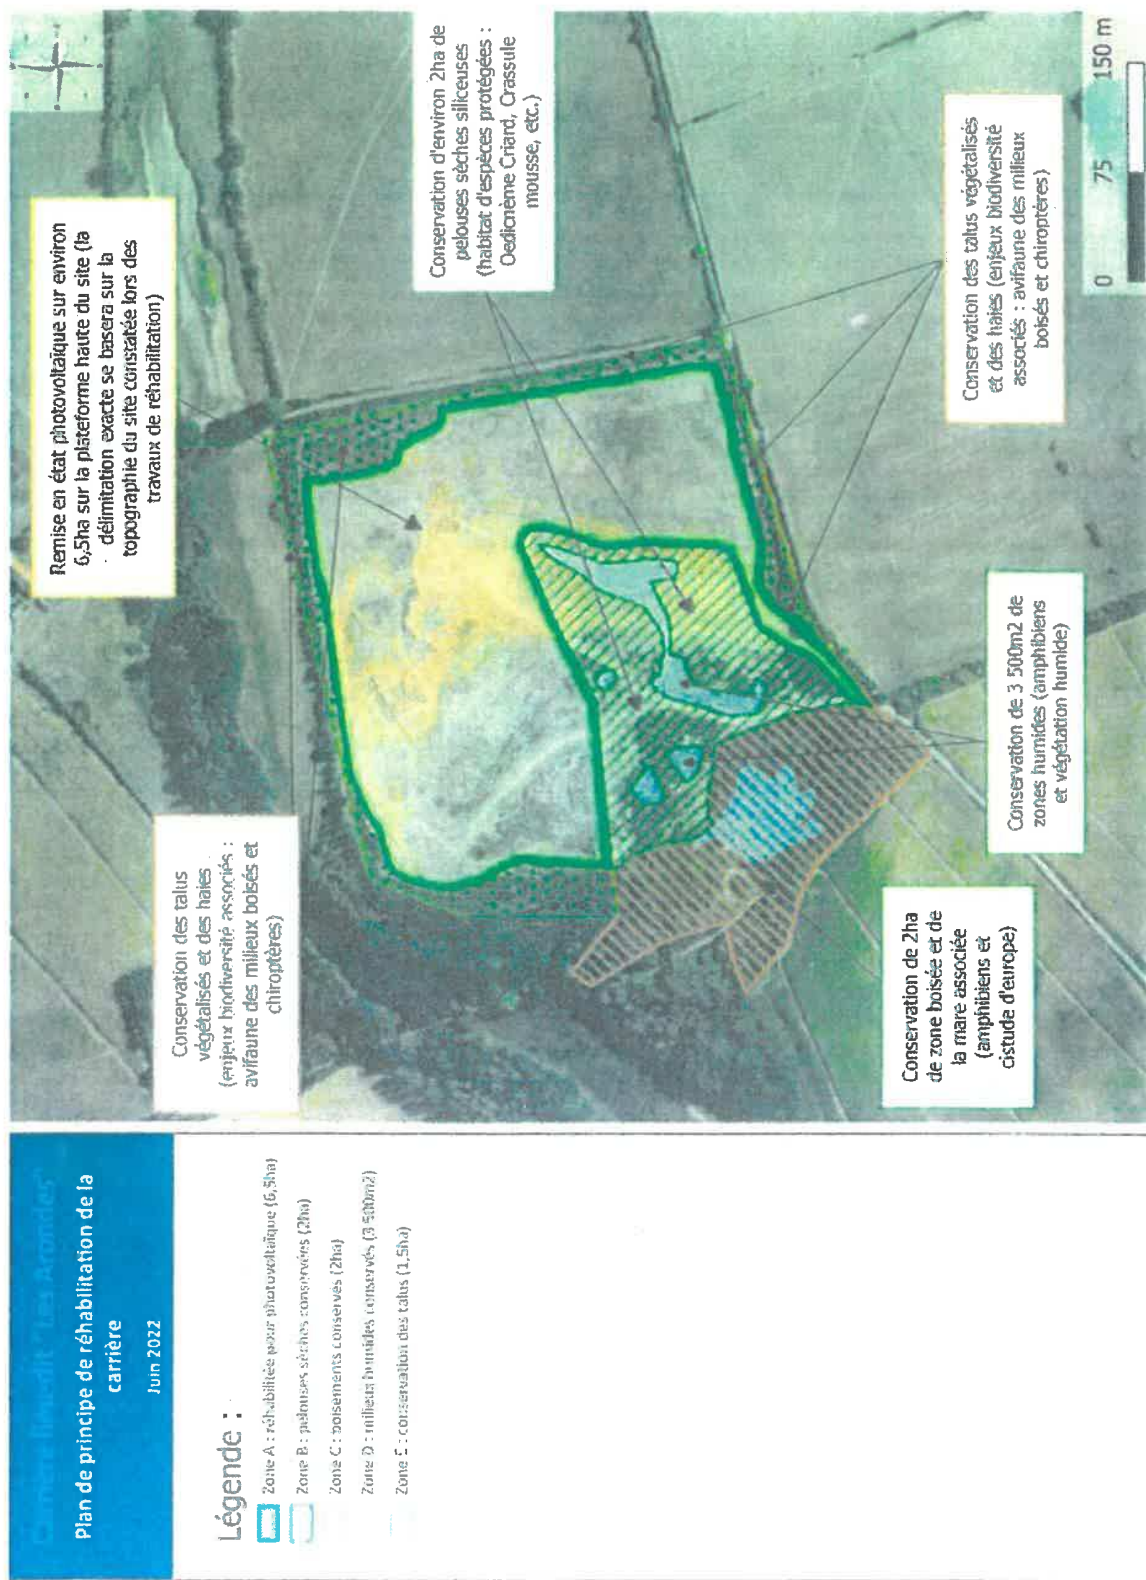 Carrière lieudit "Les Arondes"
Plan de principe de réhabilitation de la
carrière
Juin 2022
Légende :
Zone A : réhabilitée pour photovoltaïque (6,5ha)
Zone B : pelouses sèches conservées (2ha)
Zone C : boisements conservés (2ha)
Zone D : milieux humides conservés (3 500m2)
Zone E : conservation des talus (1,5ha)
Conservation des talus
végétalisés et des haies
(enjeux biodiversité associés :
avifaune des milieux boisés et
chiroptères)
Remise en état photovoltaïque sur environ
6,5ha sur la plateforme haute du site (la
délimitation exacte se basera sur la
topographie du site constatée lors des
travaux de réhabilitation)
Conservation d'environ 2ha de
pelouses sèches siliceuses
(habitat d'espèces protégées :
Oedicnème Criard, Crassule
mousse, etc.)
Conservation de 2ha
de zone boisée et de
la mare associée
(amphibiens et
cistude d'europe)
Conservation de 3 500m2 de
zones humides (amphibiens
et végétation humide)
Conservation des talus végétalisés
et des haies (enjeux biodiversité
associés : avifaune des milieux
boisés et chiroptères)
0 75 150 m